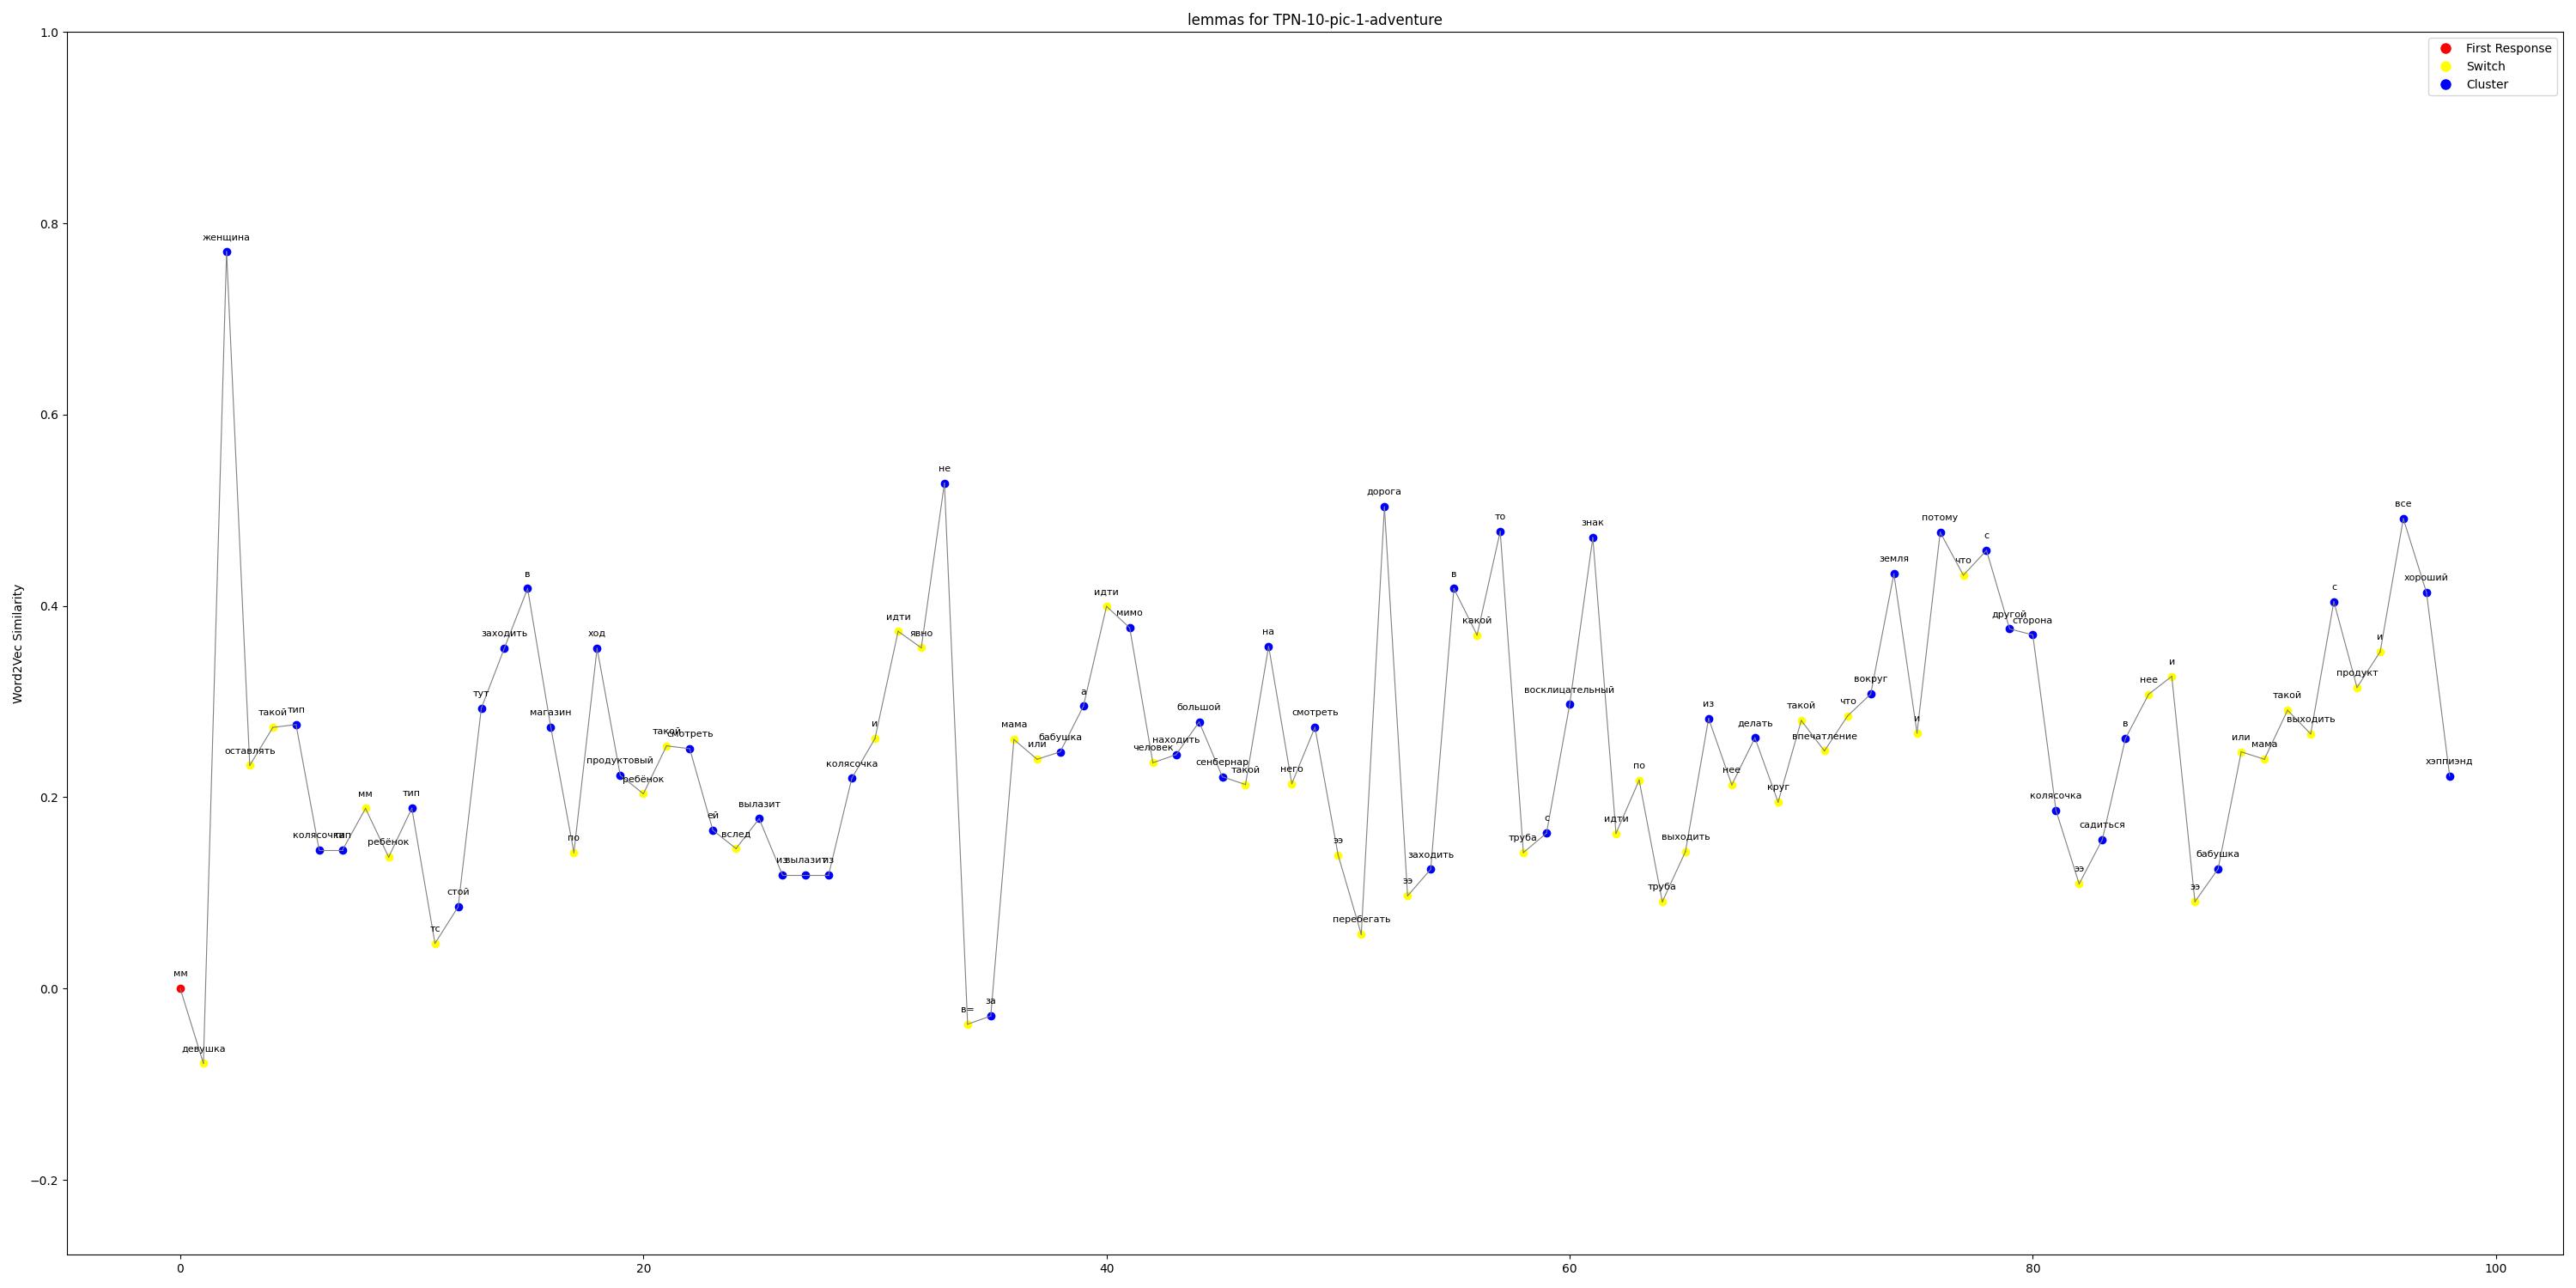 lemmas for TPN-10-pic-1-adventure
1.0
0.8
0.6
0.4
0.2
0.0
−0.2
Word2Vec Similarity
First Response
Switch
Cluster
мм
девушка
женщина
оставлять
такой
тип
колясочка
тип
мм
ребёнок
тип
тс
стой
тут
заходить
в
магазин
по
ход
продуктовый
ребёнок
такой
смотреть
ей
вслед
вылазит
из
вылазит
из
колясочка
и
идти
явно
не
в=
за
мама
или
бабушка
а
идти
мимо
человек
находить
большой
сенбернар
такой
на
него
смотреть
ээ
перебегать
дорога
ээ
заходить
в
какой
то
труба
с
восклицательный
знак
идти
по
труба
выходить
из
нее
делать
круг
такой
впечатление
что
вокруг
земля
и
потому
что
с
другой
сторона
колясочка
ээ
садиться
в
нее
и
ээ
бабушка
или
мама
такой
выходить
с
продукт
и
все
хороший
хэппиэнд
0
20
40
60
80
100